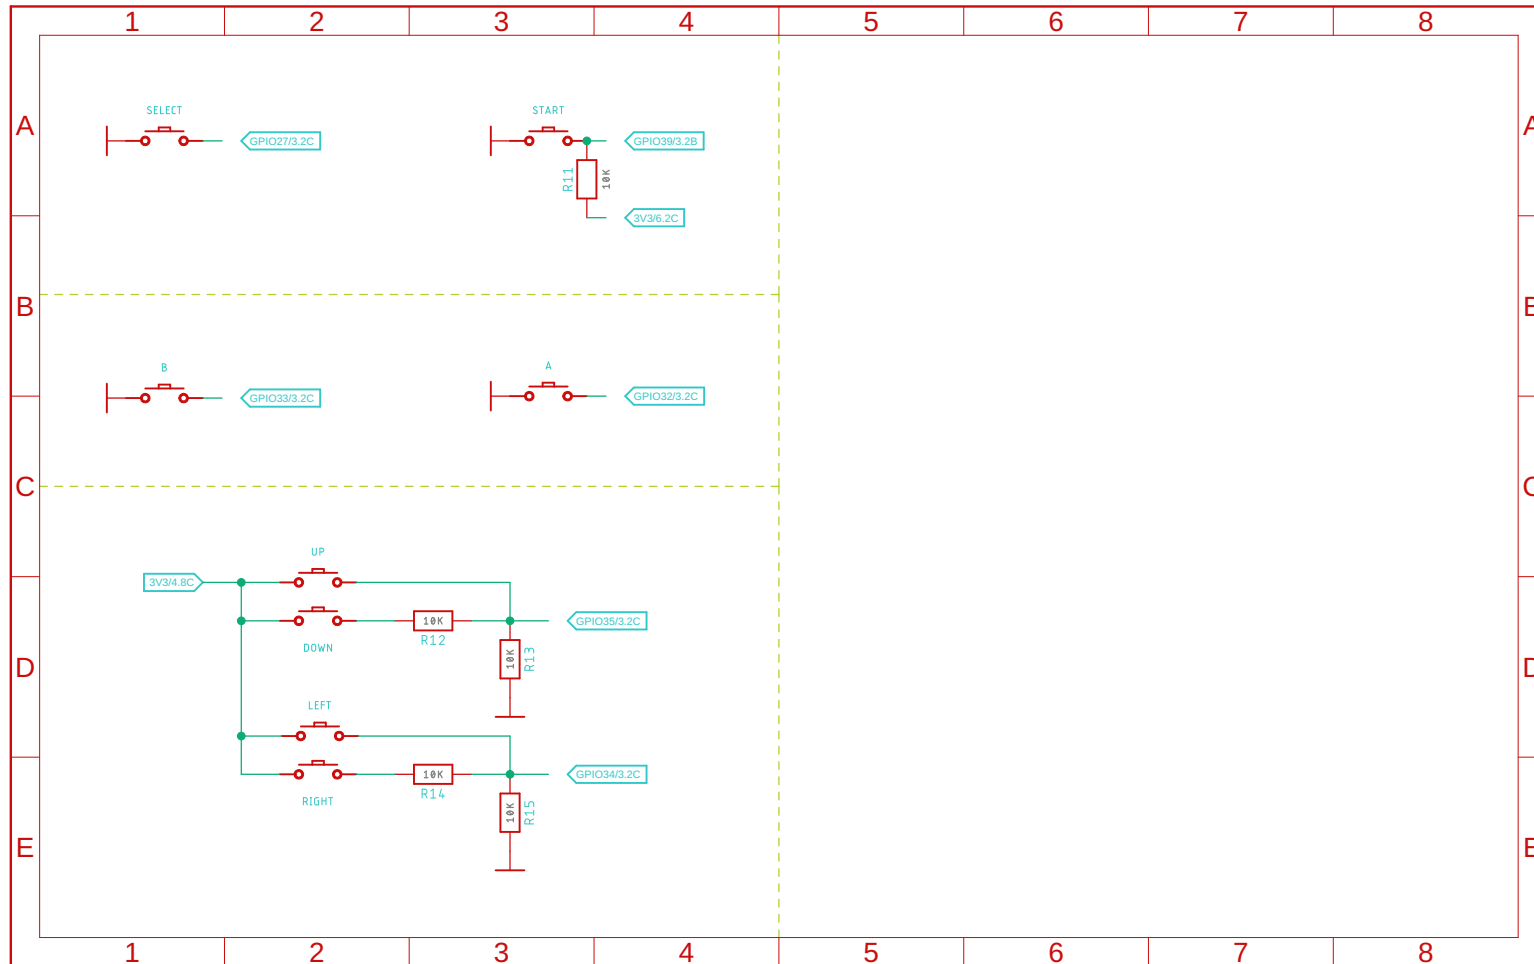 1 2 3 4 5 6 7 8
A
SELECT START
GPIO27/3.2C GPIO39/3.2B
R11 10K
3V3/6.2C
B
B A
GPIO33/3.2C GPIO32/3.2C
C
UP
3V3/4.8C
10K GPIO35/3.2C
R12
DOWN
10K R13
D
LEFT
10K GPIO34/3.2C
R14
RIGHT
10K R15
E
1 2 3 4 5 6 7 8